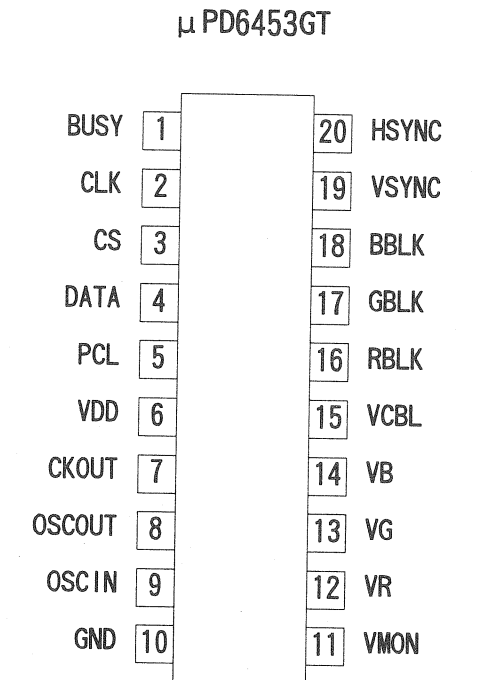 μPD6453GT
BUSY 1 20 HSYNC
CLK 2 19 VSYNC
CS 3 18 BBLK
DATA 4 17 GBLK
PCL 5 16 RBLK
VDD 6 15 VCBL
CKOUT 7 14 VB
OSCOUT 8 13 VG
OSCIN 9 12 VR
GND 10 11 VMON